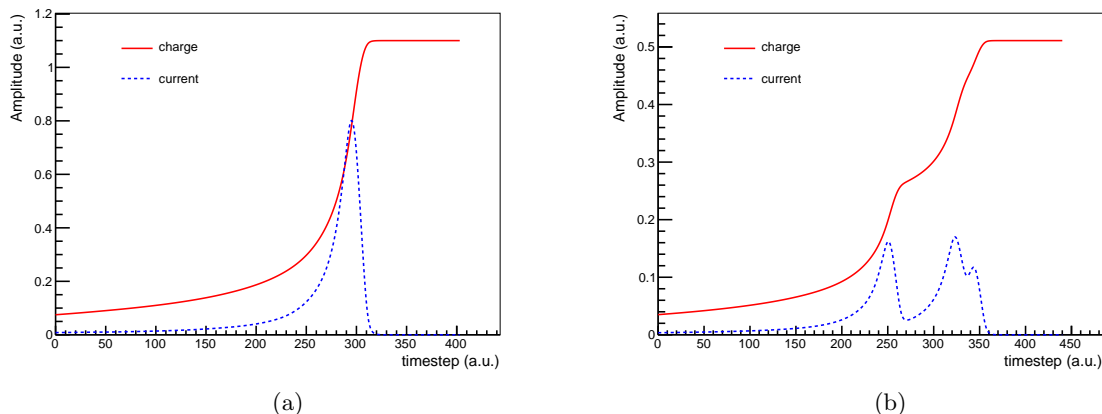 Amplitude (a.u.)
1.2
1
0.8
0.6
0.4
0.2
0
charge
current
0 50 100 150 200 250 300 350 400
timestep (a.u.)
(a)
Amplitude (a.u.)
0.5
0.4
0.3
0.2
0.1
0
charge
current
0 50 100 150 200 250 300 350 400 450
timestep (a.u.)
(b)